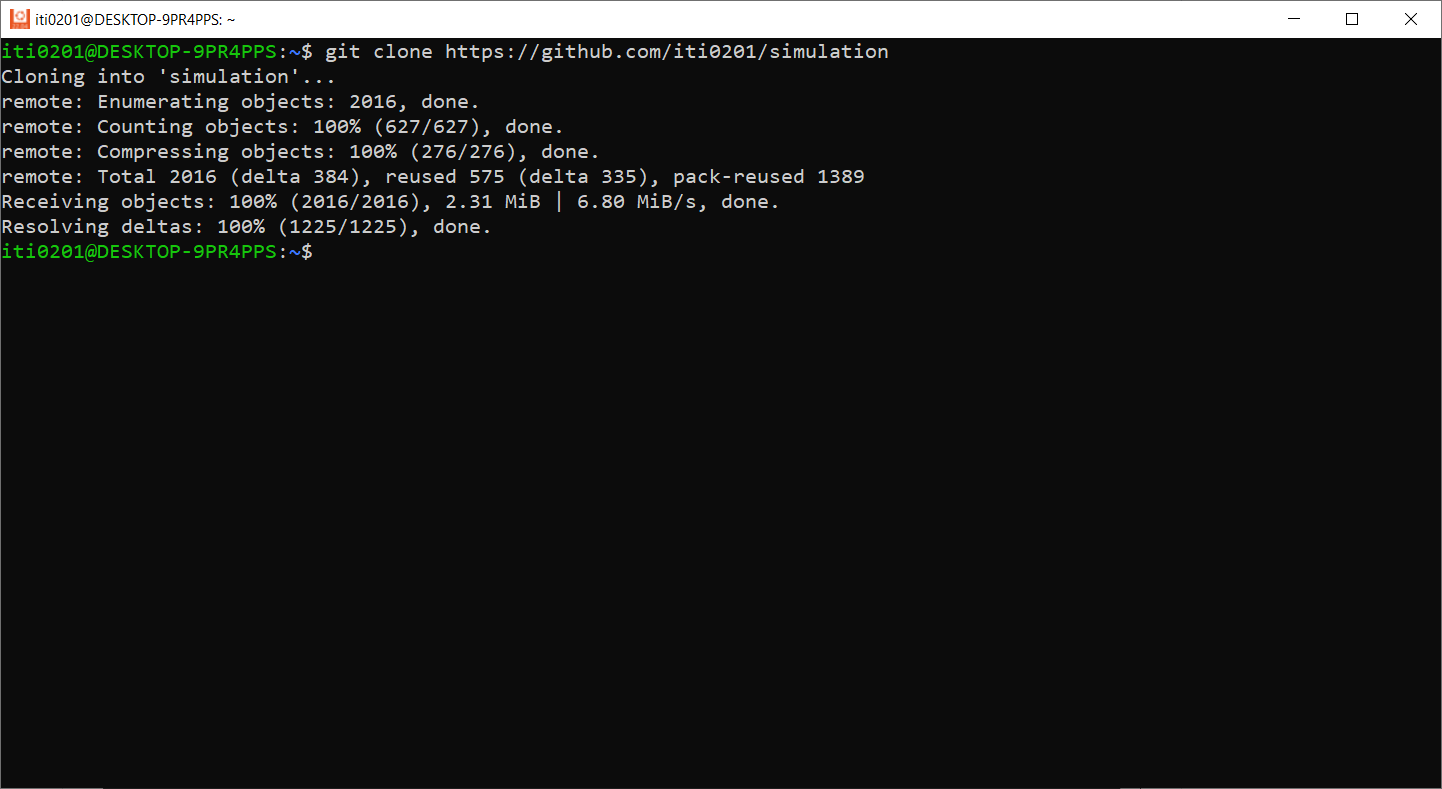 iti0201@DESKTOP-9PR4PPS: ~
iti0201@DESKTOP-9PR4PPS:~$ git clone https://github.com/iti0201/simulation
Cloning into 'simulation'...
remote: Enumerating objects: 2016, done.
remote: Counting objects: 100% (627/627), done.
remote: Compressing objects: 100% (276/276), done.
remote: Total 2016 (delta 384), reused 575 (delta 335), pack-reused 1389
Receiving objects: 100% (2016/2016), 2.31 MiB | 6.80 MiB/s, done.
Resolving deltas: 100% (1225/1225), done.
iti0201@DESKTOP-9PR4PPS:~$